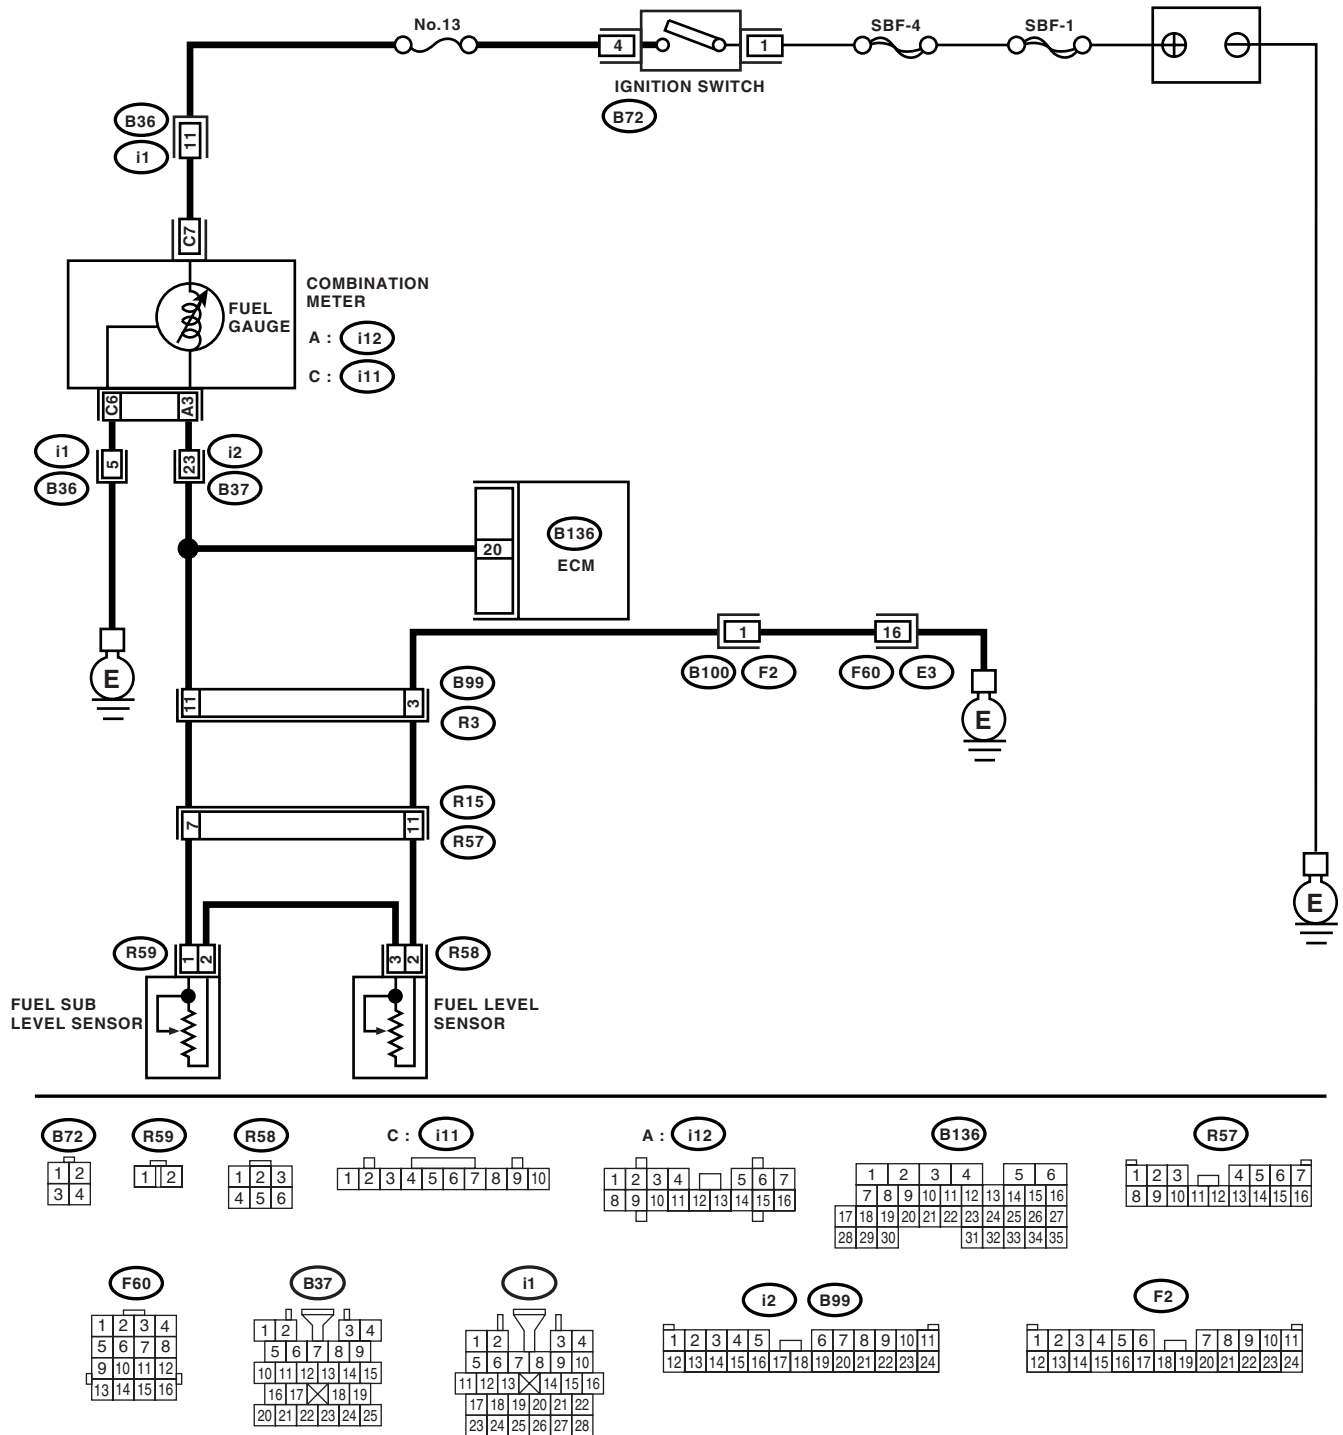 No.13
SBF-4
SBF-1
4
1
IGNITION SWITCH
B72
B36
i1
11
C7
COMBINATION
METER
FUEL
GAUGE
A : i12
C : i11
C6
A3
i1
5
23
i2
B36
B37
B136
20
ECM
1
16
B100
F2
F60
E3
E
E
B99
11
3
R3
R15
7
11
R57
E
R59
1 2
3 2
R58
FUEL SUB
LEVEL SENSOR
FUEL LEVEL
SENSOR
B72
1 2
3 4
R59
1 2
R58
1 2 3
4 5 6
C : i11
1 2 3 4 5 6 7 8 9 10
A : i12
1 2 3 4 5 6 7
8 9 10 11 12 13 14 15 16
B136
1 2 3 4 5 6
7 8 9 10 11 12 13 14 15 16
17 18 19 20 21 22 23 24 25 26 27
28 29 30 31 32 33 34 35
R57
1 2 3 4 5 6 7
8 9 10 11 12 13 14 15 16
F60
1 2 3 4
5 6 7 8
9 10 11 12
13 14 15 16
B37
1 2 3 4
5 6 7 8 9
10 11 12 13 14 15
16 17 18 19
20 21 22 23 24 25
i1
1 2 3 4
5 6 7 8 9 10
11 12 13 14 15 16
17 18 19 20 21 22
23 24 25 26 27 28
i2 B99
1 2 3 4 5 6 7 8 9 10 11
12 13 14 15 16 17 18 19 20 21 22 23 24
F2
1 2 3 4 5 6 7 8 9 10 11
12 13 14 15 16 17 18 19 20 21 22 23 24